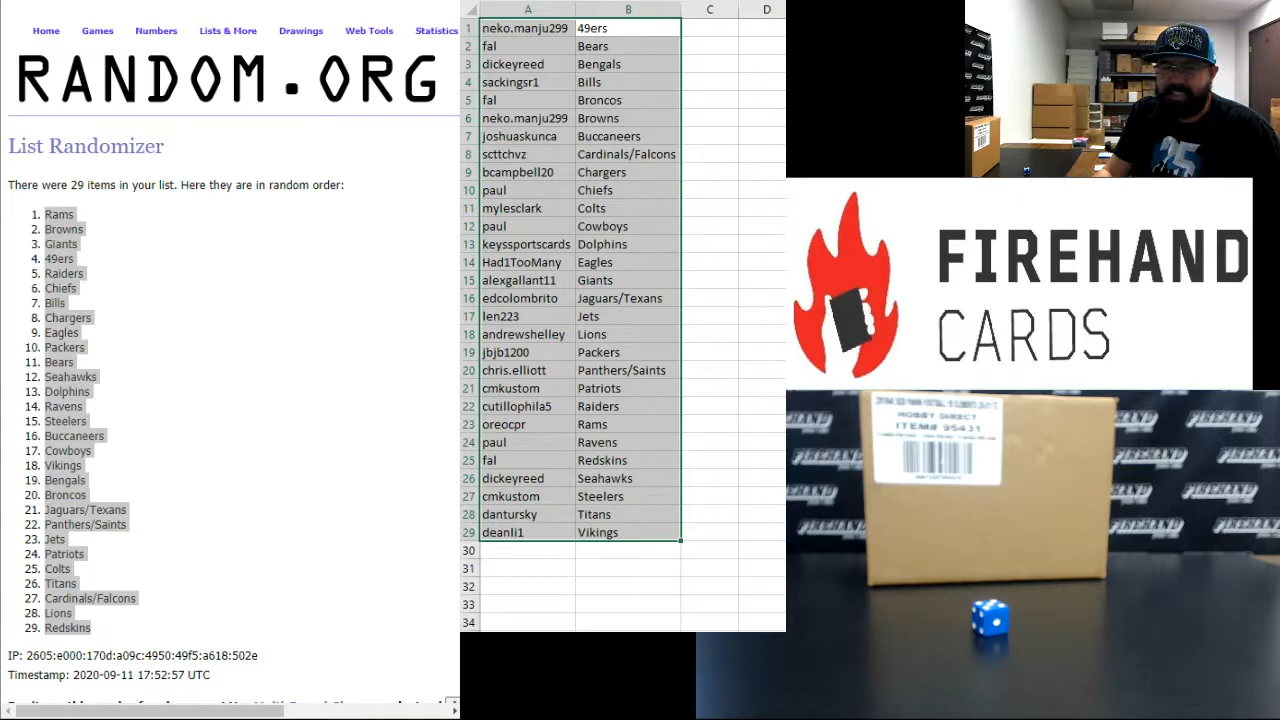 Home Games Numbers Lists & More Drawings Web Tools Statistics
RANDOM.ORG
List Randomizer
There were 29 items in your list. Here they are in random order:
1. Rams
2. Browns
3. Giants
4. 49ers
5. Raiders
6. Chiefs
7. Bills
8. Chargers
9. Eagles
10. Packers
11. Bears
12. Seahawks
13. Dolphins
14. Ravens
15. Steelers
16. Buccaneers
17. Cowboys
18. Vikings
19. Bengals
20. Broncos
21. Jaguars/Texans
22. Panthers/Saints
23. Jets
24. Patriots
25. Colts
26. Titans
27. Cardinals/Falcons
28. Lions
29. Redskins
IP: 2605:e000:170d:a09c:4950:49f5:a618:502e
Timestamp: 2020-09-11 17:52:57 UTC
A B C D
1 neko.manju299 49ers
2 fal Bears
3 dickeyreed Bengals
4 sackingsr1 Bills
5 fal Broncos
6 neko.manju299 Browns
7 joshuaskunca Buccaneers
8 scttchvz Cardinals/Falcons
9 bcampbell20 Chargers
10 paul Chiefs
11 mylesclark Colts
12 paul Cowboys
13 keyssportscards Dolphins
14 Had1TooMany Eagles
15 alexgallant11 Giants
16 edcolombrito Jaguars/Texans
17 len223 Jets
18 andrewshelley Lions
19 jbjb1200 Packers
20 chris.elliott Panthers/Saints
21 cmkustom Patriots
22 cutillophila5 Raiders
23 oreocpr Rams
24 paul Ravens
25 fal Redskins
26 dickeyreed Seahawks
27 cmkustom Steelers
28 dantursky Titans
29 deanli1 Vikings
30
31
32
33
34
25
FIREHAND
CARDS
HOBBY DIRECT
ITEM# 95431
FIREHAND
FIREHAND
FIREHAND
FIREHAND